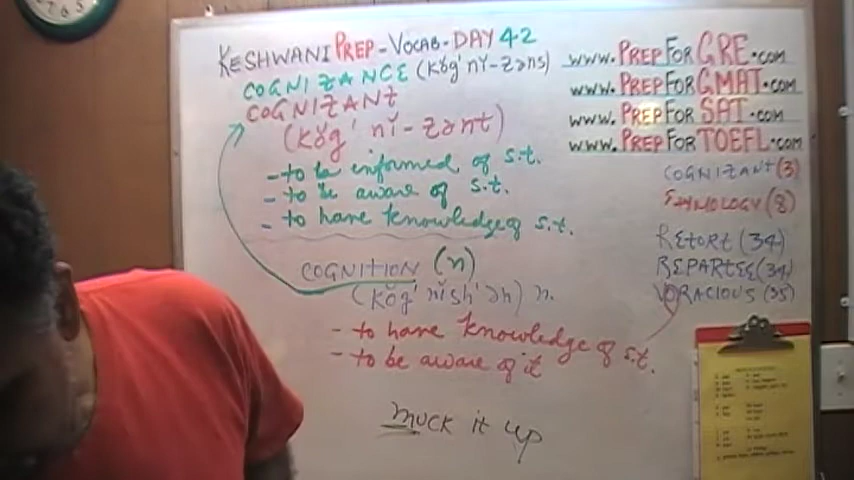 KESHWANI PREP-VOCAB-DAY 42
COGNIZANCE (kŏg' nĭ-zəns)
COGNIZANT
(kŏg' nĭ-zənt)
- to be informed of s.t.
- to be aware of s.t.
- to have knowledge of s.t.
COGNITION (n)
(kŏg' nĭsh' ən) n.
- to have knowledge of s.t.
- to be aware of it
muck it up
www.PREPFORGRE.com
www.PREPFORGMAT.com
www.PREPFORSAT.com
www.PREPFORTOEFL.com
COGNIZANT (3)
ETYMOLOGY (8)
RETORT (34)
REPARTEE (34)
VORACIOUS (35)